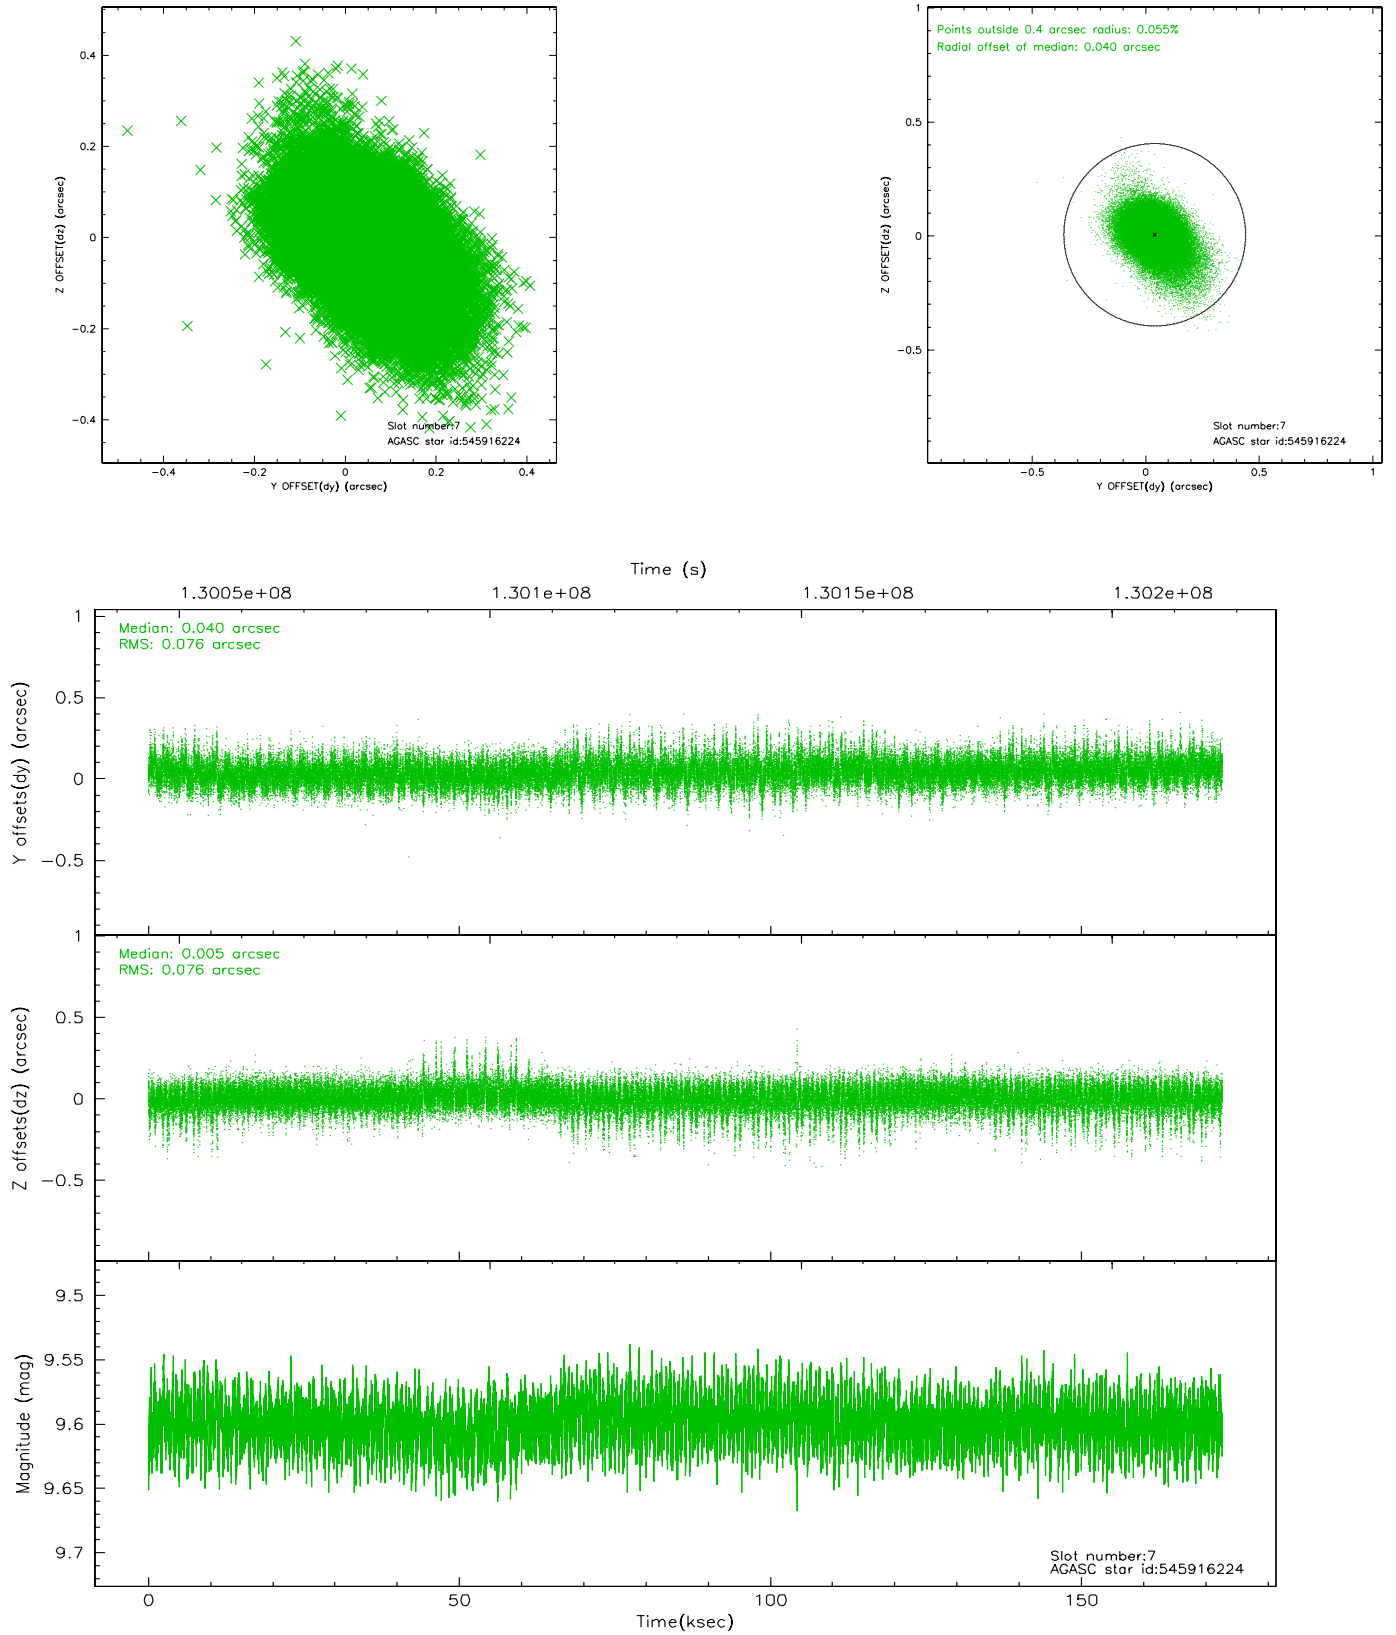 0.4
0.2
0
−0.2
−0.4
Z OFFSET(dz) (arcsec)
Slot number:7
AGASC star id:545916224
−0.4 −0.2 0 0.2 0.4
Y OFFSET(dy) (arcsec)
Points outside 0.4 arcsec radius: 0.055%
Radial offset of median: 0.040 arcsec
1
0.5
0
−0.5
Z OFFSET(dz) (arcsec)
Slot number:7
AGASC star id:545916224
−0.5 0 0.5 1
Y OFFSET(dy) (arcsec)
Time (s)
1.3005e+08 1.301e+08 1.3015e+08 1.302e+08
Median: 0.040 arcsec
RMS: 0.076 arcsec
1
0.5
0
−0.5
Y offsets(dy) (arcsec)
Median: 0.005 arcsec
RMS: 0.076 arcsec
1
0.5
0
−0.5
Z offsets(dz) (arcsec)
9.5
9.55
9.6
9.65
9.7
Magnitude (mag)
Slot number:7
AGASC star id:545916224
0 50 100 150
Time(ksec)